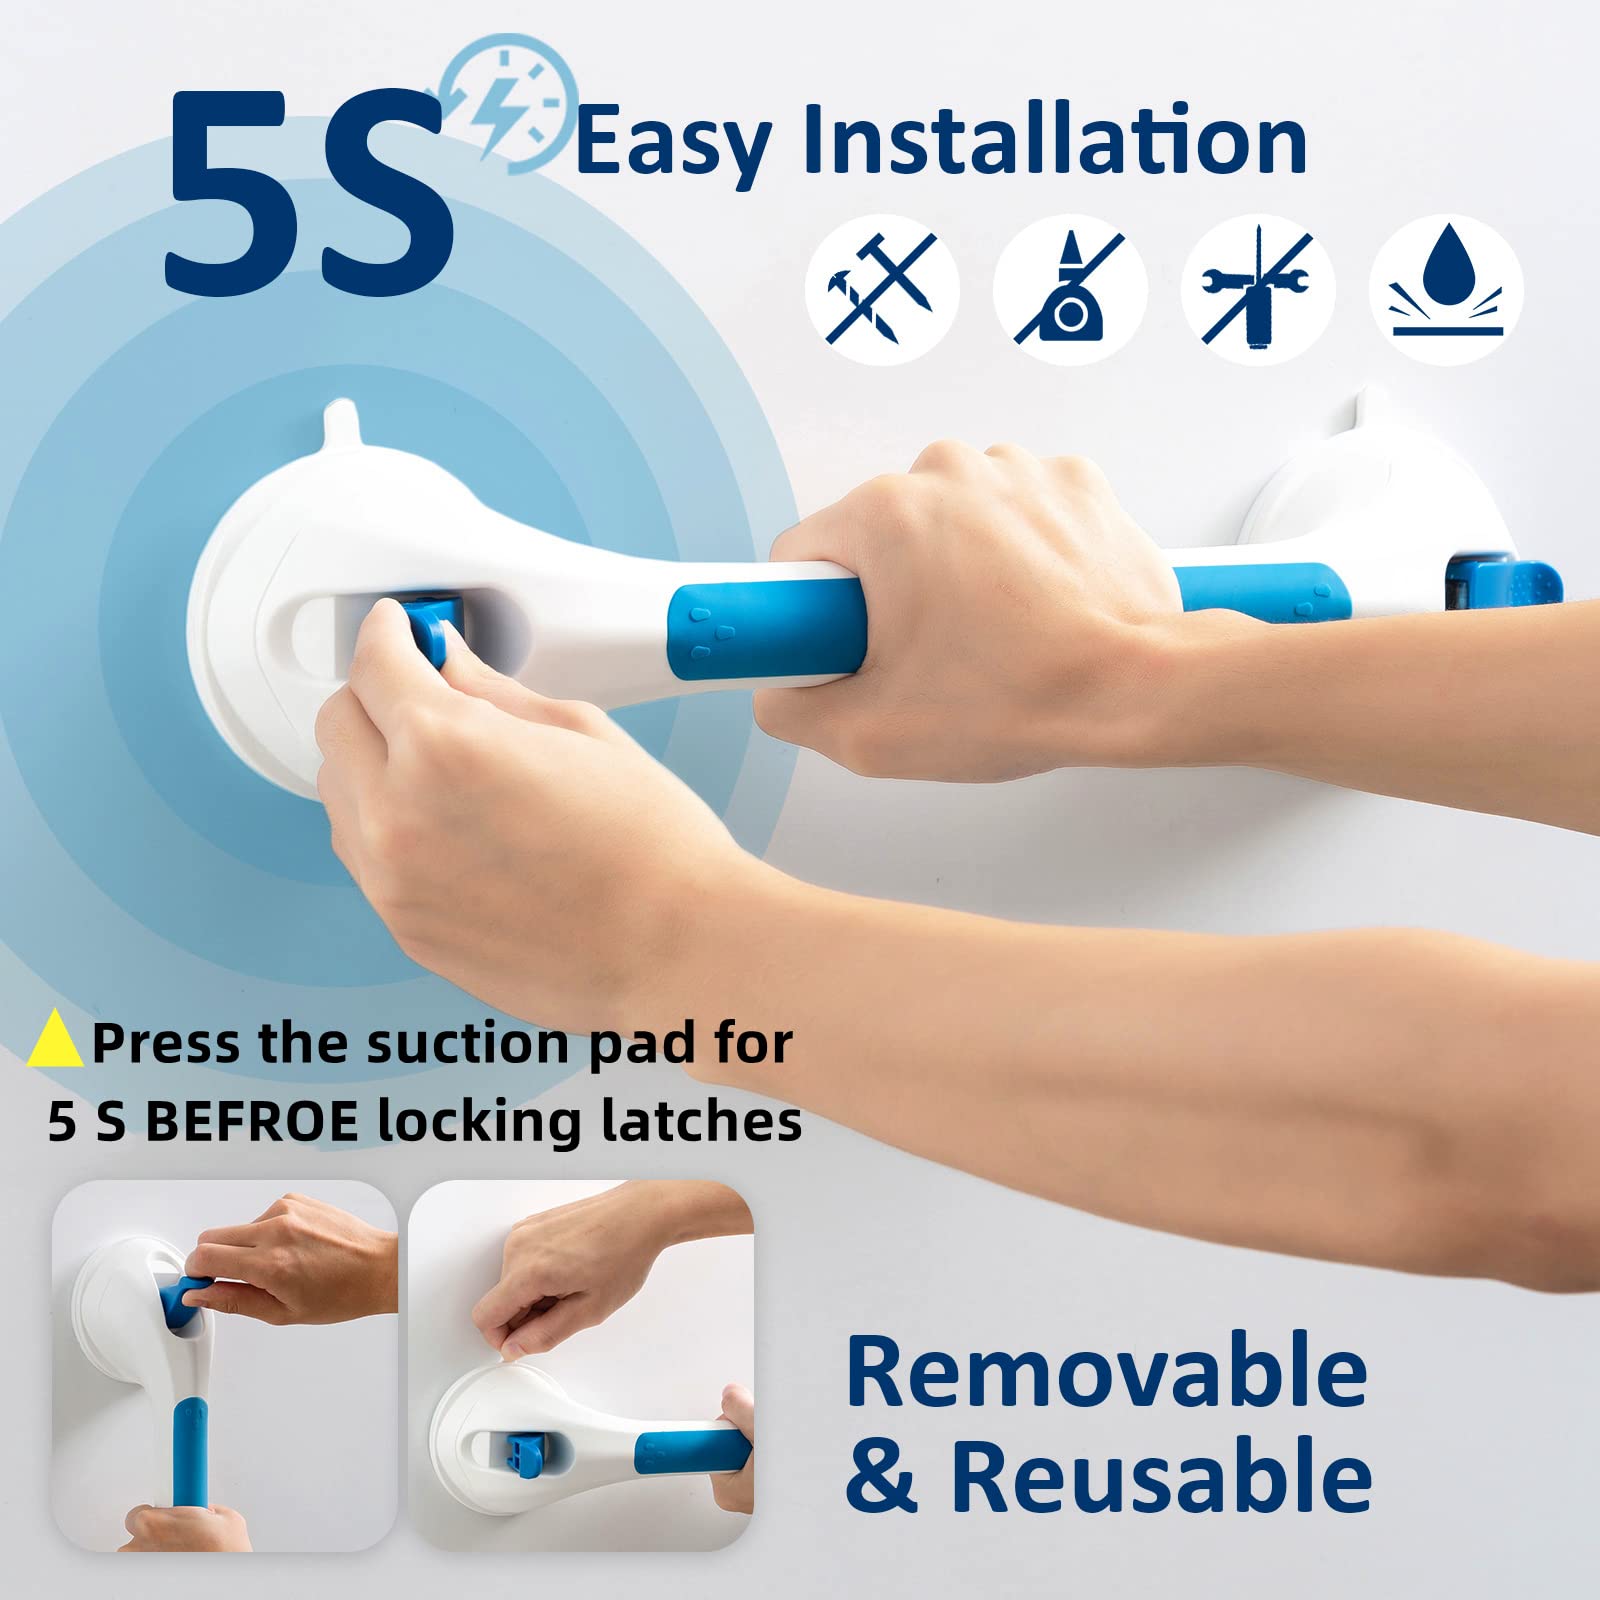 5S
Easy Installation
Press the suction pad for
5 S BEFROE locking latches
Removable
& Reusable